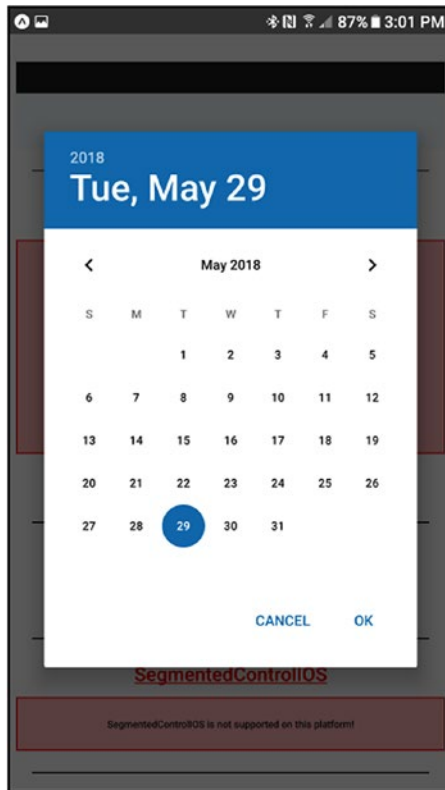 87% 3:01 PM
2018
Tue, May 29
May 2018
S M T W T F S
1 2 3 4 5
6 7 8 9 10 11 12
13 14 15 16 17 18 19
20 21 22 23 24 25 26
27 28 29 30 31
CANCEL OK
SegmentedControlIOS
SegmentedControlIOS is not supported on this platform!